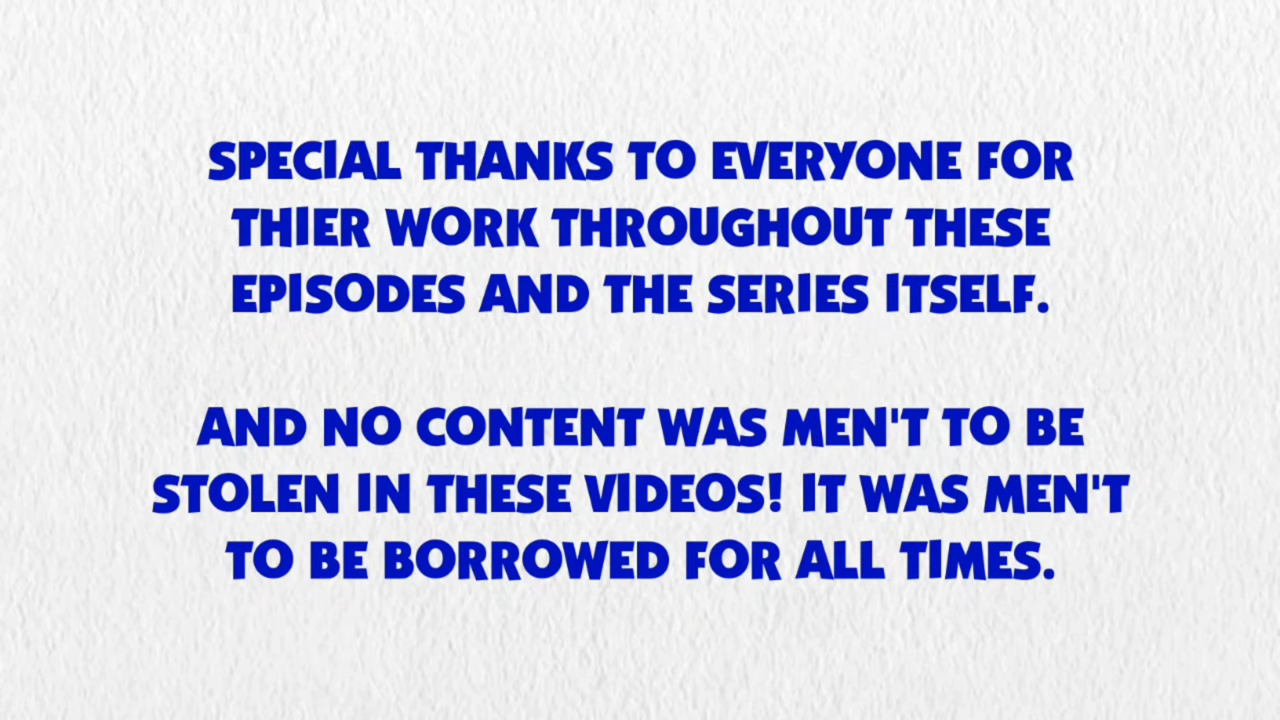 SPECIAL THANKS TO EVERYONE FOR
THIER WORK THROUGHOUT THESE
EPISODES AND THE SERIES ITSELF.
AND NO CONTENT WAS MEN'T TO BE
STOLEN IN THESE VIDEOS! IT WAS MEN'T
TO BE BORROWED FOR ALL TIMES.